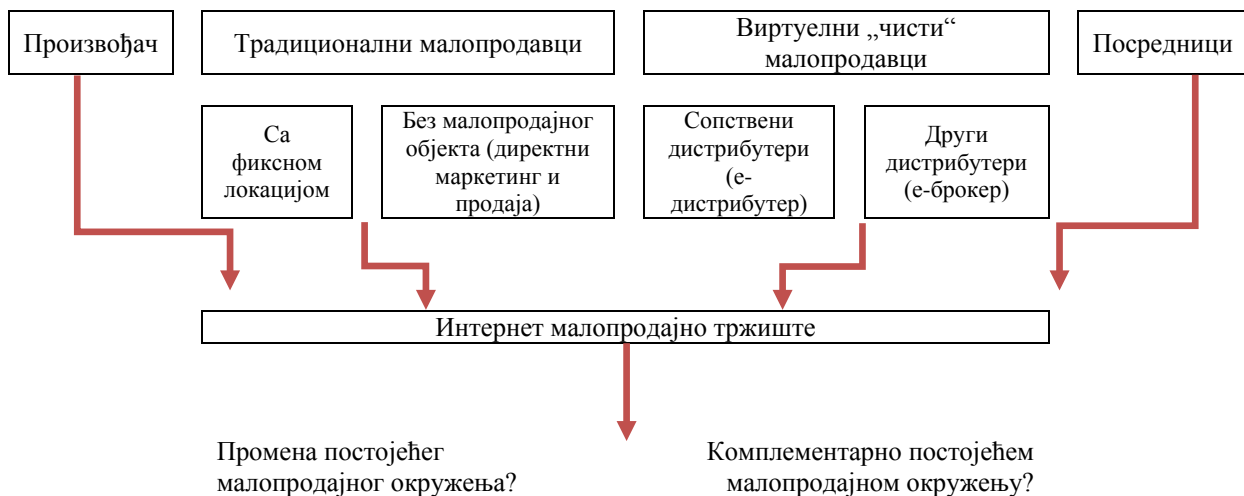 Произвођач
Традиционални малопродавци
Виртуелни „чисти“
малопродавци
Посредници
Са
фиксном
локацијом
Без малопродајног
објекта (директни
маркетинг и
продаја)
Сопствени
дистрибутери
(е-
дистрибутер)
Други
дистрибутери
(е-брокер)
Интернет малопродајно тржиште
Промена постојећег
малопродајног окружења?
Комплементарно постојећем
малопродајном окружењу?